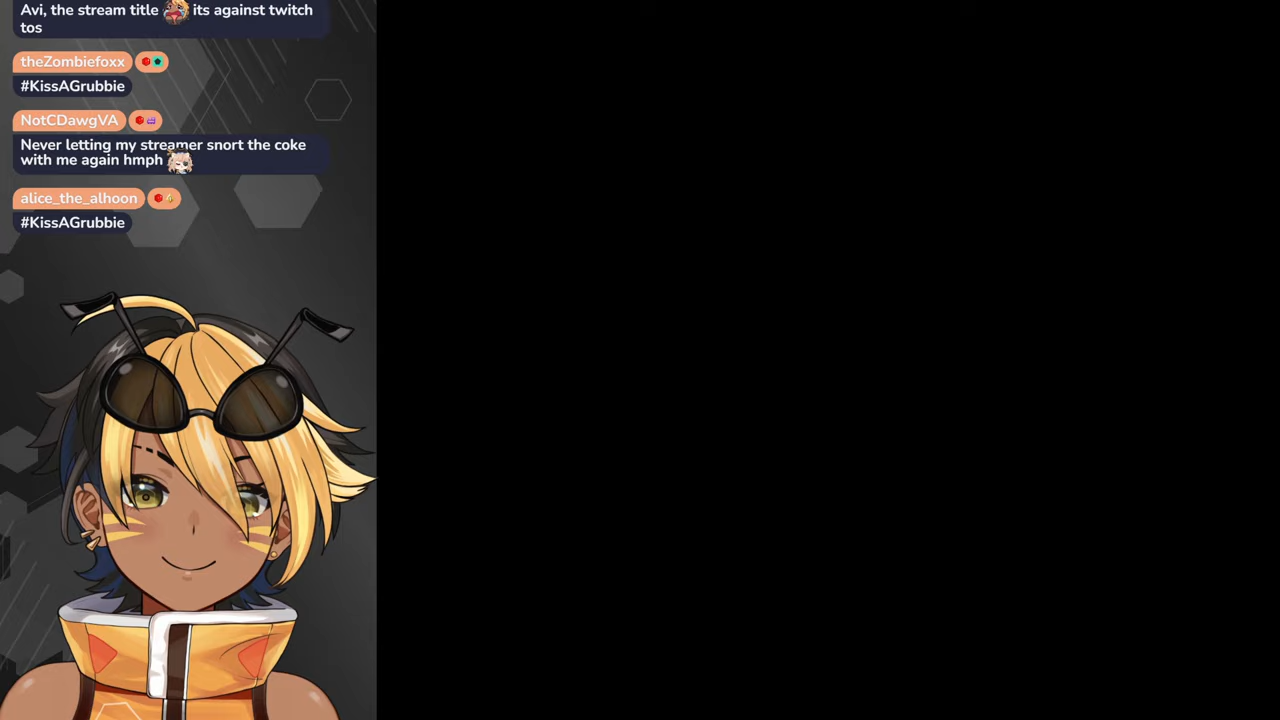 Avi, the stream title its against twitch
tos
theZombiefoxx
#KissAGrubbie
NotCDawgVA
Never letting my streamer snort the coke
with me again hmph
alice_the_alhoon
#KissAGrubbie